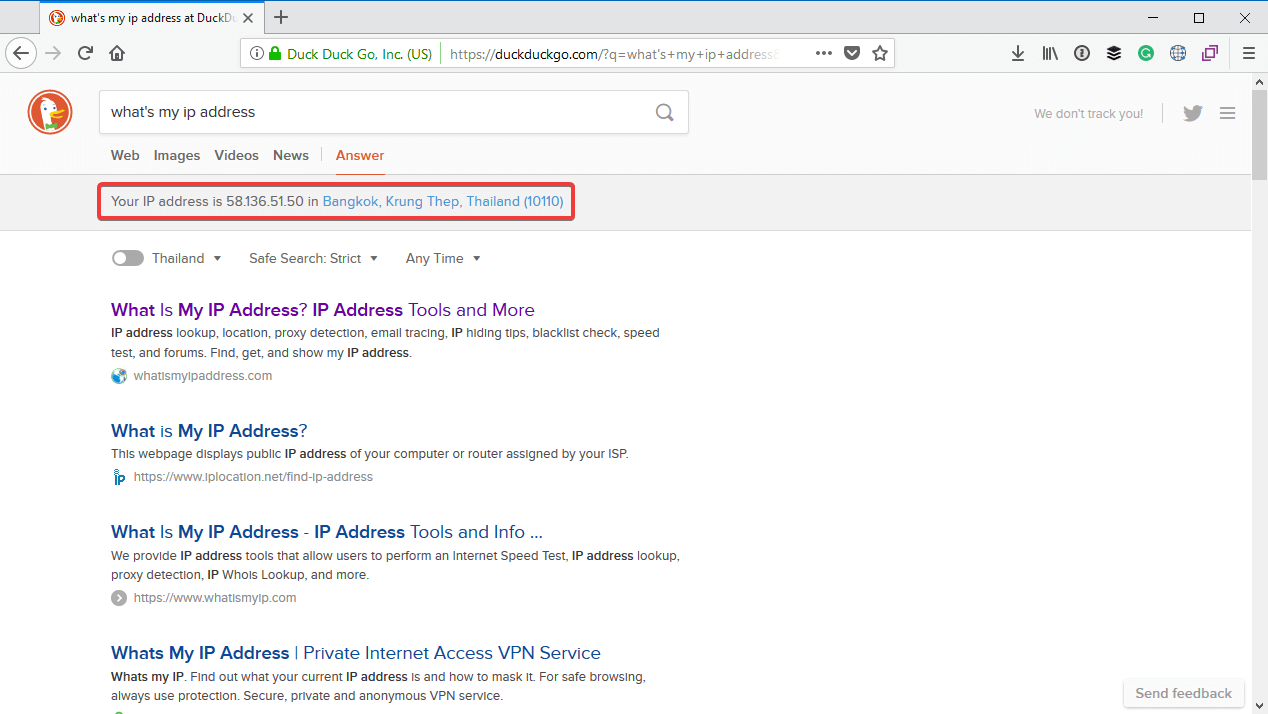 what's my ip address at DuckDu
Duck Duck Go, Inc. (US) https://duckduckgo.com/?q=what's+my+ip+address&
what's my ip address
We don't track you!
Web Images Videos News Answer
Your IP address is 58.136.51.50 in Bangkok, Krung Thep, Thailand (10110)
Thailand Safe Search: Strict Any Time
What Is My IP Address? IP Address Tools and More
IP address lookup, location, proxy detection, email tracing, IP hiding tips, blacklist check, speed
test, and forums. Find, get, and show my IP address.
whatismyipaddress.com
What is My IP Address?
This webpage displays public IP address of your computer or router assigned by your ISP.
ip https://www.iplocation.net/find-ip-address
What Is My IP Address - IP Address Tools and Info ...
We provide IP address tools that allow users to perform an Internet Speed Test, IP address lookup,
proxy detection, IP Whois Lookup, and more.
https://www.whatismyip.com
Whats My IP Address | Private Internet Access VPN Service
Whats my IP. Find out what your current IP address is and how to mask it. For safe browsing,
always use protection. Secure, private and anonymous VPN service.
Send feedback